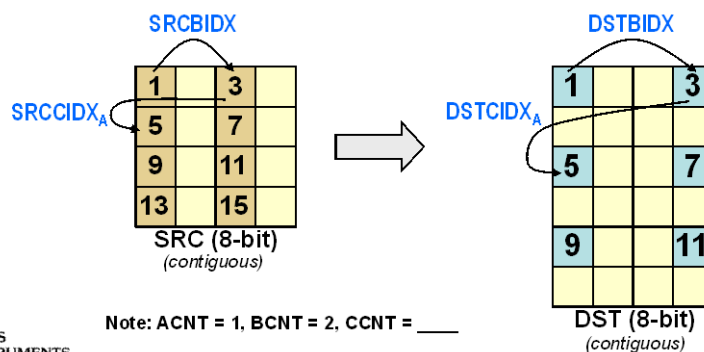 SRCBIDX
DSTBIDX
1 3
1 3
SRCCIDXA
DSTCIDXA
5 7
5 7
9 11
13 15
9 11
SRC (8-bit)
(contiguous)
Note: ACNT = 1, BCNT = 2, CCNT = ____
DST (8-bit)
(contiguous)